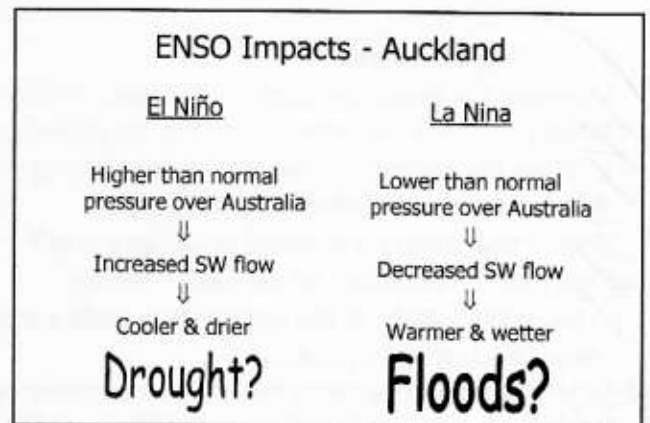 ENSO Impacts - Auckland
El Niño
Higher than normal
pressure over Australia
⇓
Increased SW flow
⇓
Cooler & drier
Drought?
La Nina
Lower than normal
pressure over Australia
⇓
Decreased SW flow
⇓
Warmer & wetter
Floods?